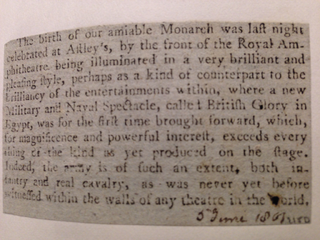 The birth of our amiable Monarch was laſt night
celebrated at Aſtley's, by the front of the Royal Am-
phitheatre being illuminated in a very brilliant and
pleaſing ſtyle, perhaps as a kind of counterpart to the
brilliancy of the entertainments within, where a new
Military and Naval Spectacle, called Britiſh Glory in
Egypt, was for the firſt time brought forward, which,
for magnificence and powerful intereſt, exceeds every
thing of the kind as yet produced on the ſtage.
Indeed, the army is of ſuch an extent, both in-
fantry and real cavalry, as was never yet before
witneſſed within the walls of any theatre in the world.
5 June